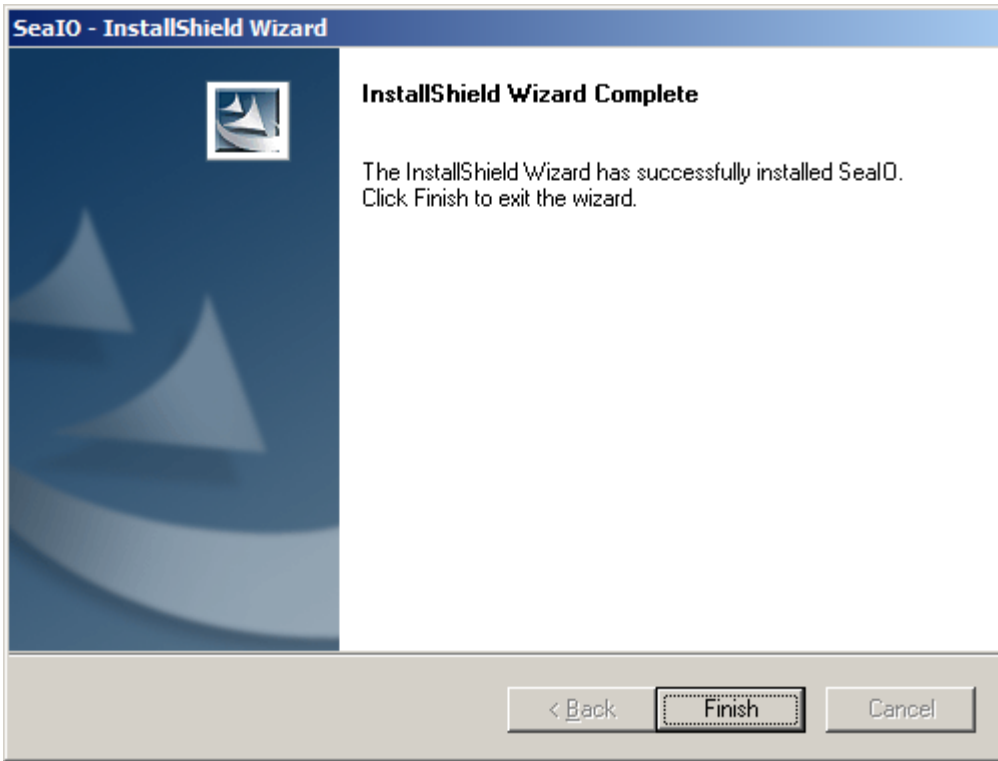 SeaIO - InstallShield Wizard
InstallShield Wizard Complete
The InstallShield Wizard has successfully installed SeaIO.
Click Finish to exit the wizard.
< Back
Finish
Cancel